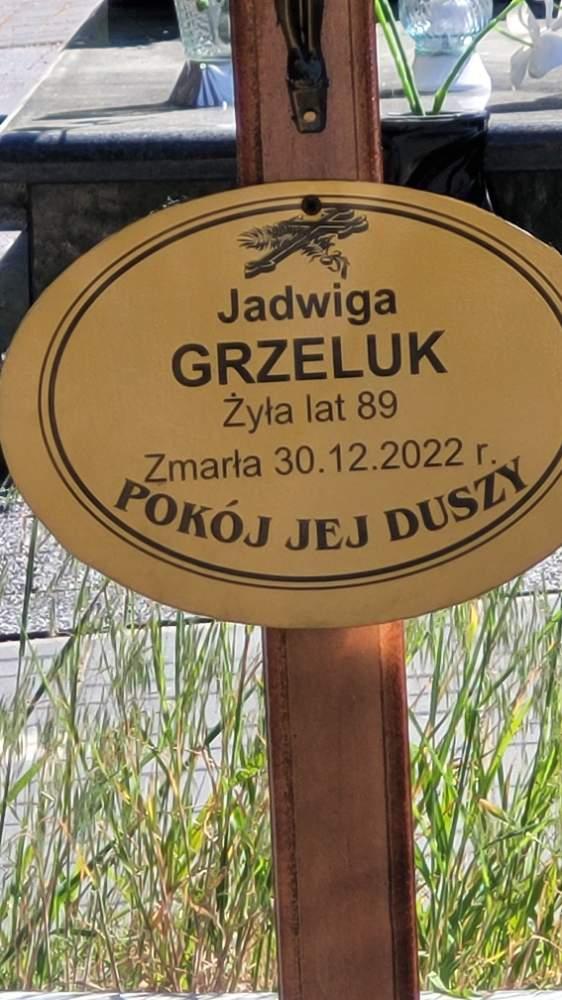 Jadwiga
GRZELUK
Żyła lat 89
Zmarła 30.12.2022 r.
POKÓJ JEJ DUSZY